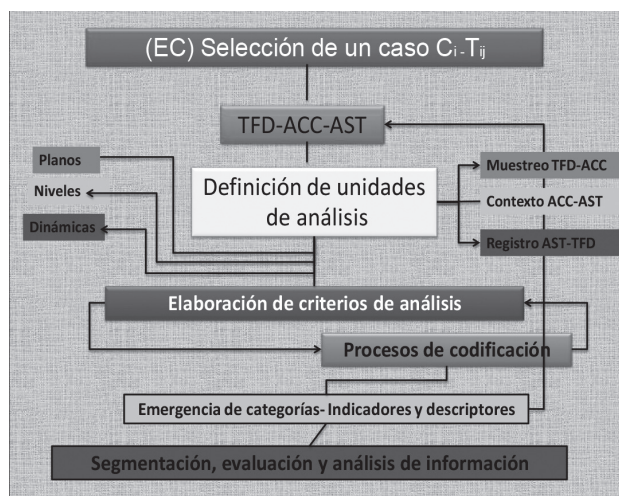 (EC) Selección de un caso Ci -Tij
TFD-ACC-AST
Planos
Niveles
Dinámicas
Definición de unidades
de análisis
Muestreo TFD-ACC
Contexto ACC-AST
Registro AST-TFD
Elaboración de criterios de análisis
Procesos de codificación
Emergencia de categorías- Indicadores y descriptores
Segmentación, evaluación y análisis de información